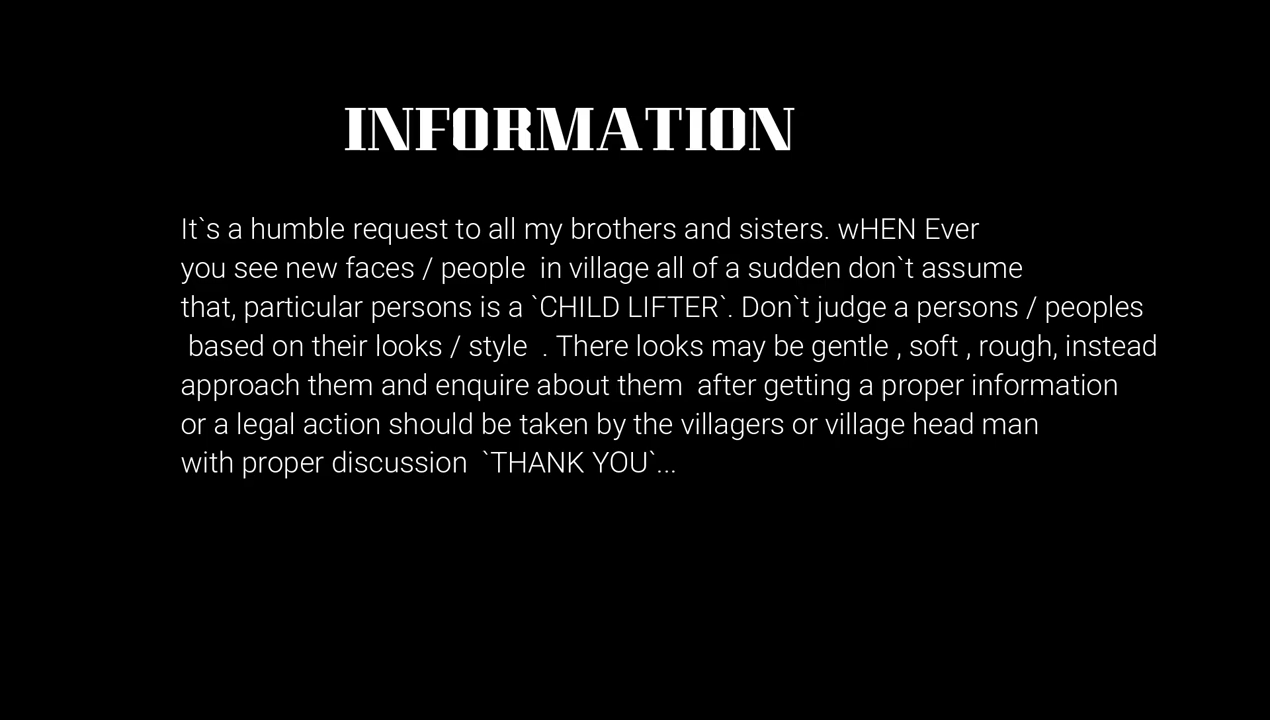 INFORMATION
It`s a humble request to all my brothers and sisters. wHEN Ever
you see new faces / people  in village all of a sudden don`t assume
that, particular persons is a `CHILD LIFTER`. Don`t judge a persons / peoples
based on their looks / style  . There looks may be gentle , soft , rough, instead
approach them and enquire about them  after getting a proper information
or a legal action should be taken by the villagers or village head man
with proper discussion  `THANK YOU`...